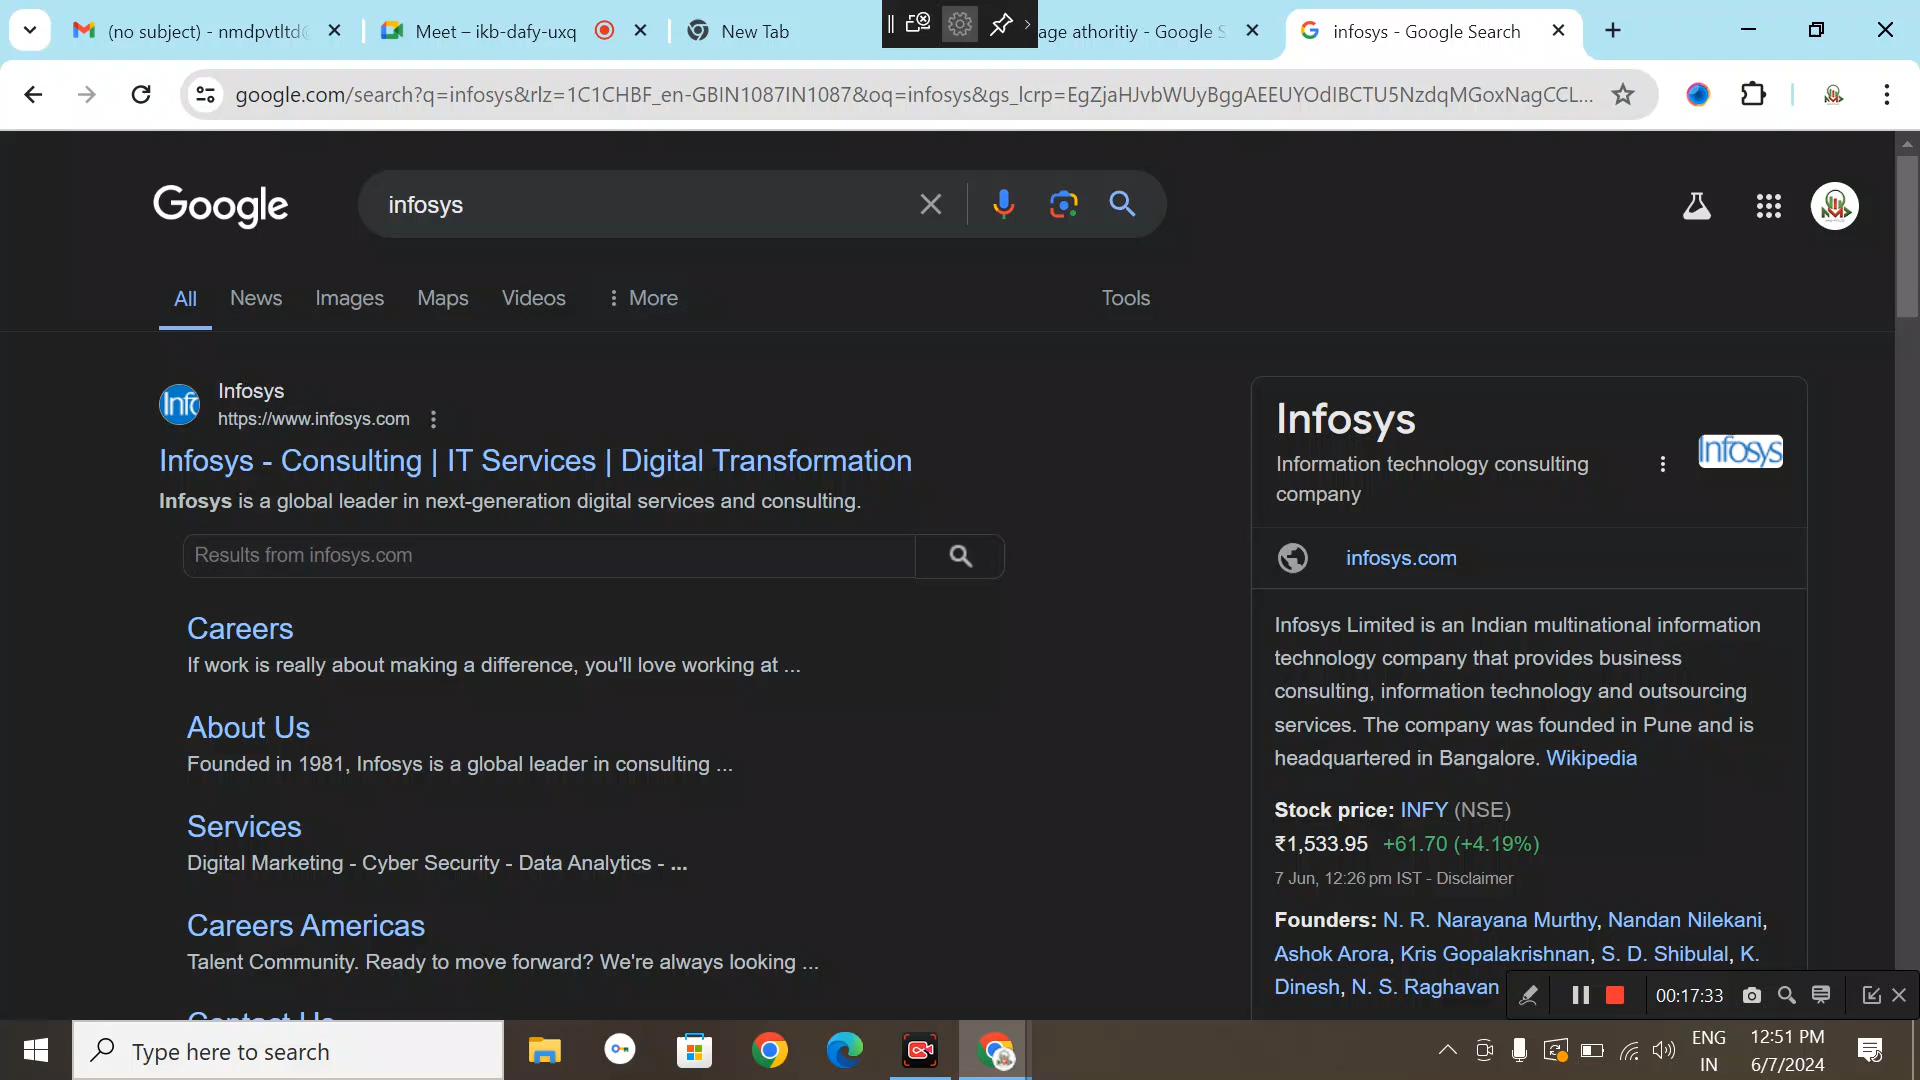 (no subject) - nmdpvtltd@
Meet – ikb-dafy-uxq
New Tab
age athoritiy - Google S
infosys - Google Search
google.com/search?q=infosys&rlz=1C1CHBF_en-GBIN1087IN1087&oq=infosys&gs_lcrp=EgZjaHJvbWUyBggAEEUYOdIBCTU5NzdqMGoxNagCCL...
Google
infosys
All
News
Images
Maps
Videos
More
Tools
Infosys
https://www.infosys.com
Infosys - Consulting | IT Services | Digital Transformation
Infosys is a global leader in next-generation digital services and consulting.
Results from infosys.com
Careers
If work is really about making a difference, you'll love working at ...
About Us
Founded in 1981, Infosys is a global leader in consulting ...
Services
Digital Marketing - Cyber Security - Data Analytics - ...
Careers Americas
Talent Community. Ready to move forward? We're always looking ...
Contact Us
Infosys
Information technology consulting
company
Infosys
infosys.com
Infosys Limited is an Indian multinational information
technology company that provides business
consulting, information technology and outsourcing
services. The company was founded in Pune and is
headquartered in Bangalore. Wikipedia
Stock price: INFY (NSE)
₹1,533.95 +61.70 (+4.19%)
7 Jun, 12:26 pm IST - Disclaimer
Founders: N. R. Narayana Murthy, Nandan Nilekani,
Ashok Arora, Kris Gopalakrishnan, S. D. Shibulal, K.
Dinesh, N. S. Raghavan
00:17:33
Type here to search
ENG
IN
12:51 PM
6/7/2024